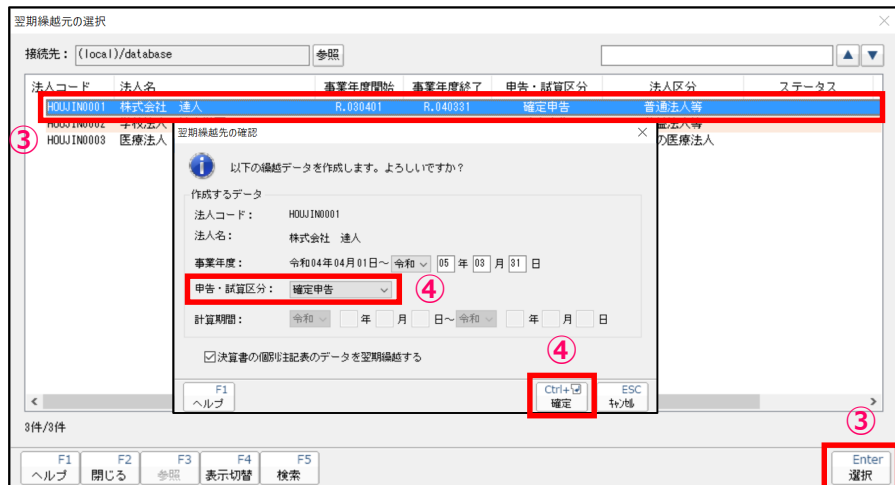 翌期繰越元の選択
接続先： (local)/database 参照
法人コード 法人名 事業年度開始 事業年度終了 申告・試算区分 法人区分 ステータス
HOUJIN0001 株式会社 達人 R.030401 R.040331 確定申告 普通法人等
HOUJIN0002 学校法人
③ HOUJIN0003 医療法人 の医療法人
翌期繰越先の確認
以下の繰越データを作成します。よろしいですか？
作成するデータ
法人コード： HOUJIN0001
法人名： 株式会社 達人
事業年度： 令和04年04月01日～ 令和 05 年 03 月 31 日
申告・試算区分： 確定申告 ④
計算期間： 令和 年 月 日～ 令和 年 月 日
決算書の個別注記表のデータを翌期繰越する
④
F1 ヘルプ Ctrl+ 確定 ESC ｷｬﾝｾﾙ
3件/3件
③
F1 ヘルプ F2 閉じる F3 参照 F4 表示切替 F5 検索 Enter 選択